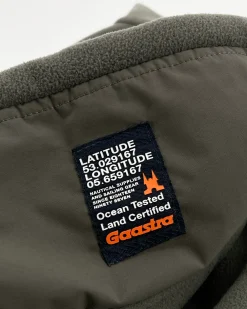 LATITUDE
53.029167
LONGITUDE
05.659167
NAUTICAL SUPPLIES
AND SAILING GEAR
SINCE EIGHTEEN
NINETY SEVEN
Ocean Tested
Land Certified
Gaastra